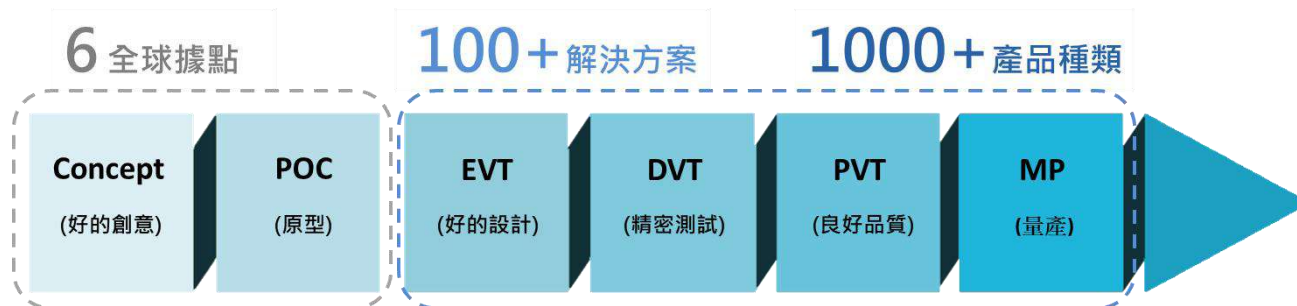 6 全球據點
100+ 解決方案
1000+ 產品種類
Concept
(好的創意)
POC
(原型)
EVT
(好的設計)
DVT
(精密測試)
PVT
(良好品質)
MP
(量產)